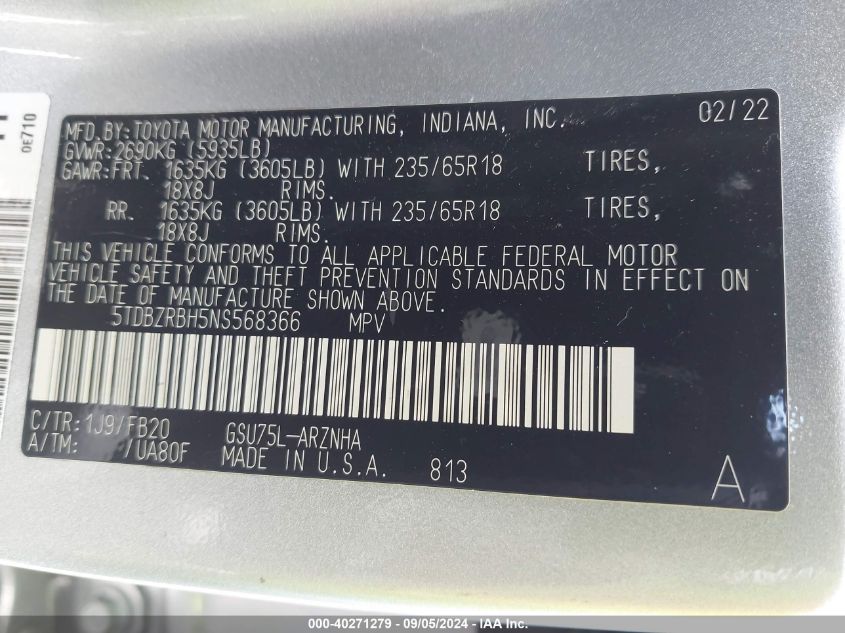 0E710
MFD.BY:TOYOTA MOTOR MANUFACTURING, INDIANA, INC. 02/22
GVWR:2690KG (5935LB)
GAWR:FRT. 1635KG (3605LB) WITH 235/65R18 TIRES,
18X8J RIMS.
RR. 1635KG (3605LB) WITH 235/65R18 TIRES,
18X8J RIMS.
THIS VEHICLE CONFORMS TO ALL APPLICABLE FEDERAL MOTOR
VEHICLE SAFETY AND THEFT PREVENTION STANDARDS IN EFFECT ON
THE DATE OF MANUFACTURE SHOWN ABOVE.
5TDBZRBH5NS568366 MPV
C/TR:1J9/FB20 GSU75L-ARZNHA
A/TM: /UA80F MADE IN U.S.A. 813
A
000-40271279 - 09/05/2024 - IAA Inc.